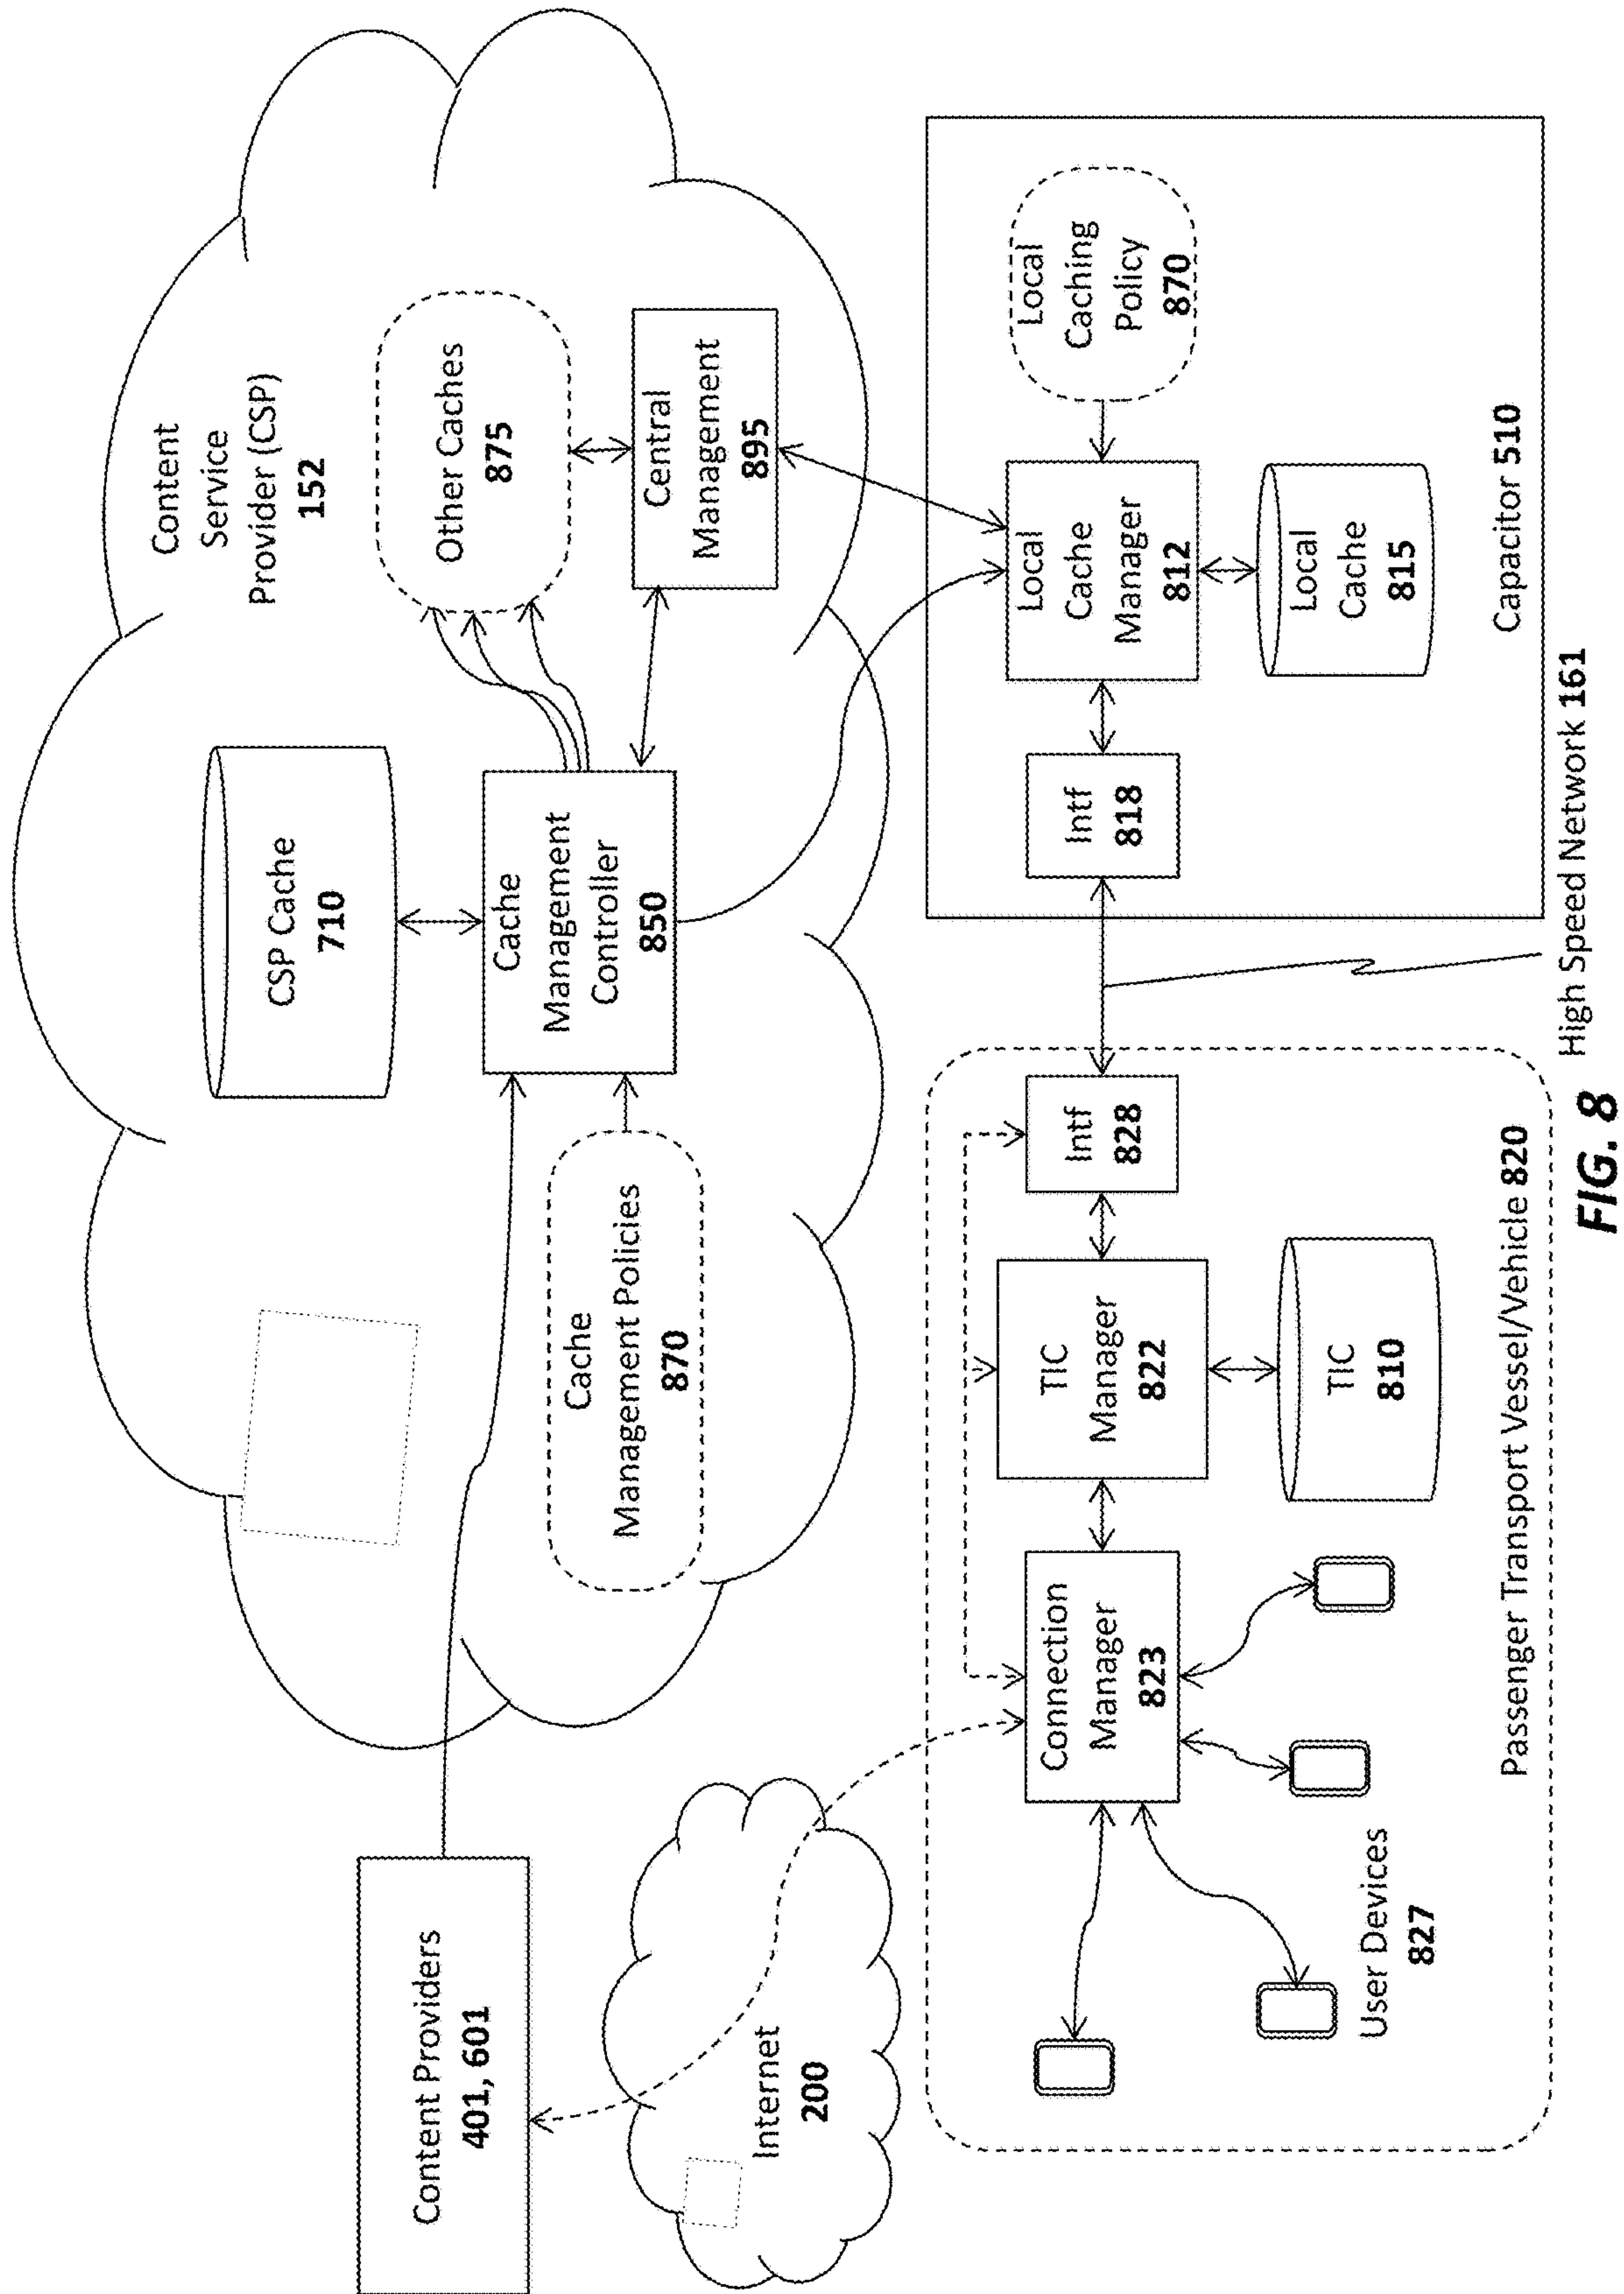 Content Providers
401, 601
Internet
200
Content
Service
Provider (CSP)
152
CSP Cache
710
Cache
Management
Controller
850
Cache
Management Policies
870
Other Caches
875
Central
Management
895
Connection
Manager
823
TIC
Manager
822
Intf
828
TIC
810
User Devices
827
Passenger Transport Vessel/Vehicle 820
Intf
818
Local
Cache
Manager
812
Local
Caching
Policy
870
Local
Cache
815
Capacitor 510
High Speed Network 161
FIG. 8